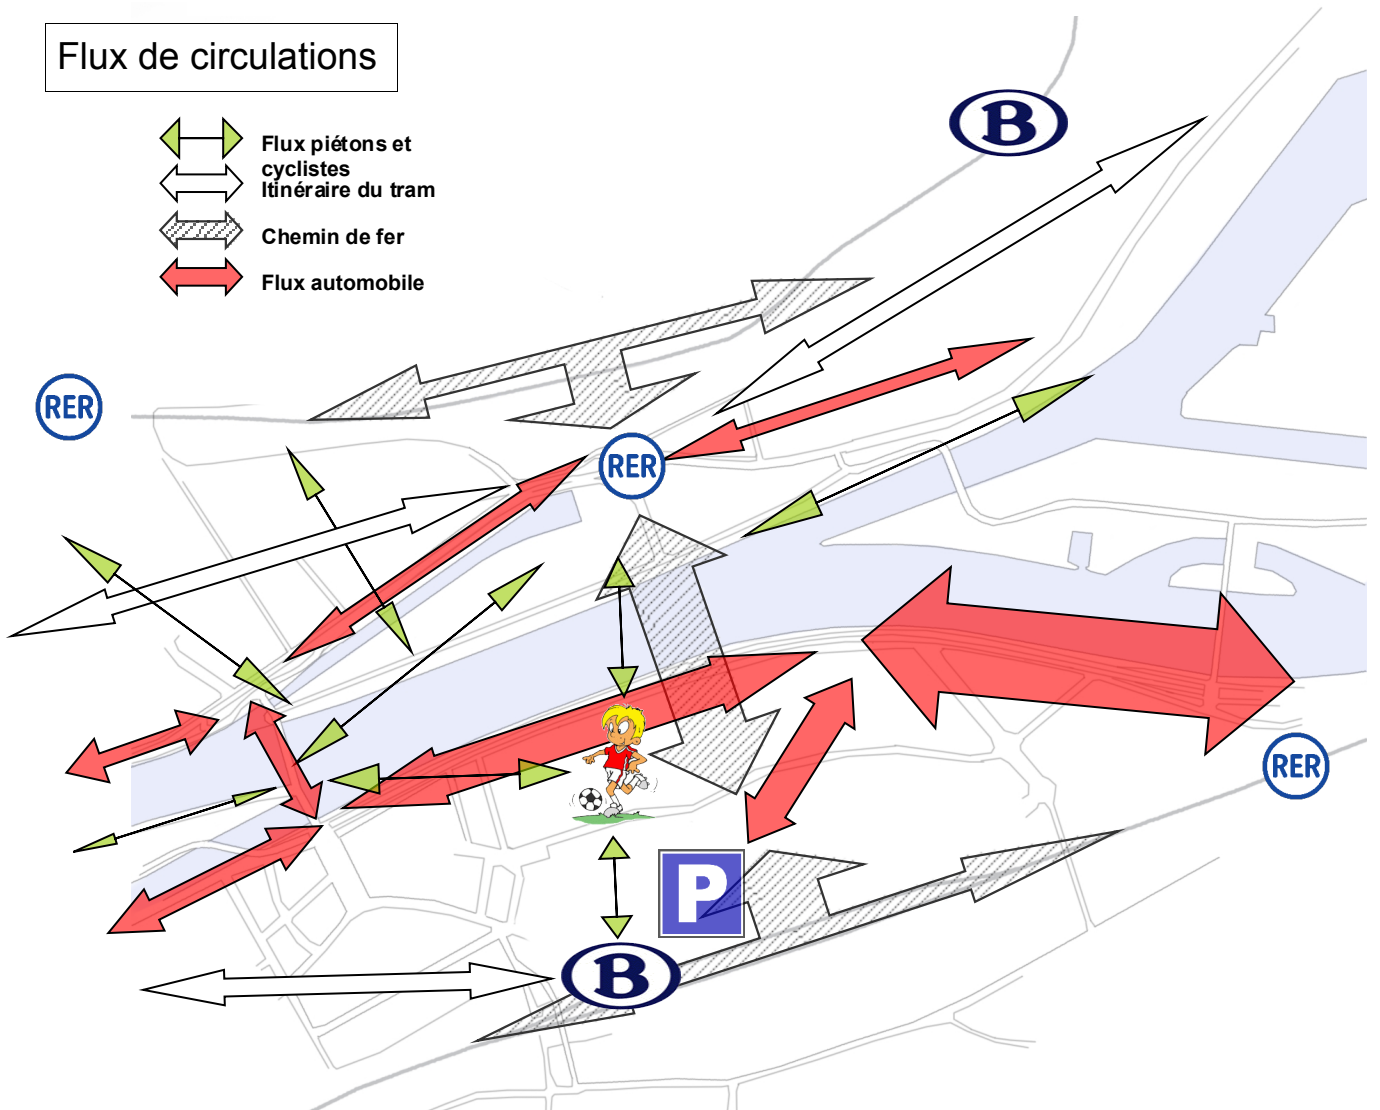 Flux de circulations
Flux piétons et
cyclistes
Itinéraire du tram
Chemin de fer
Flux automobile
B
RER
RER
RER
P
B